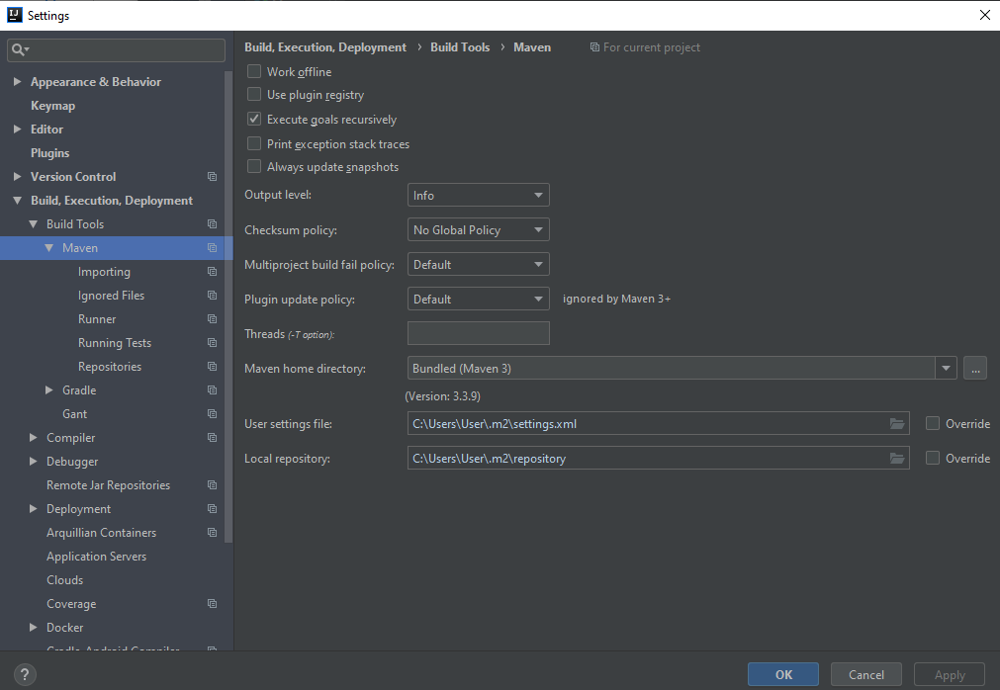 Settings
Appearance & Behavior
Keymap
Editor
Plugins
Version Control
Build, Execution, Deployment
Build Tools
Maven
Importing
Ignored Files
Runner
Running Tests
Repositories
Gradle
Gant
Compiler
Debugger
Remote Jar Repositories
Deployment
Arquillian Containers
Application Servers
Clouds
Coverage
Docker
Gradle-Android Compiler
Build, Execution, Deployment › Build Tools › Maven For current project
Work offline
Use plugin registry
Execute goals recursively
Print exception stack traces
Always update snapshots
Output level: Info
Checksum policy: No Global Policy
Multiproject build fail policy: Default
Plugin update policy: Default ignored by Maven 3+
Threads (-T option):
Maven home directory: Bundled (Maven 3) ...
(Version: 3.3.9)
User settings file: C:\Users\User\.m2\settings.xml Override
Local repository: C:\Users\User\.m2\repository Override
? OK Cancel Apply